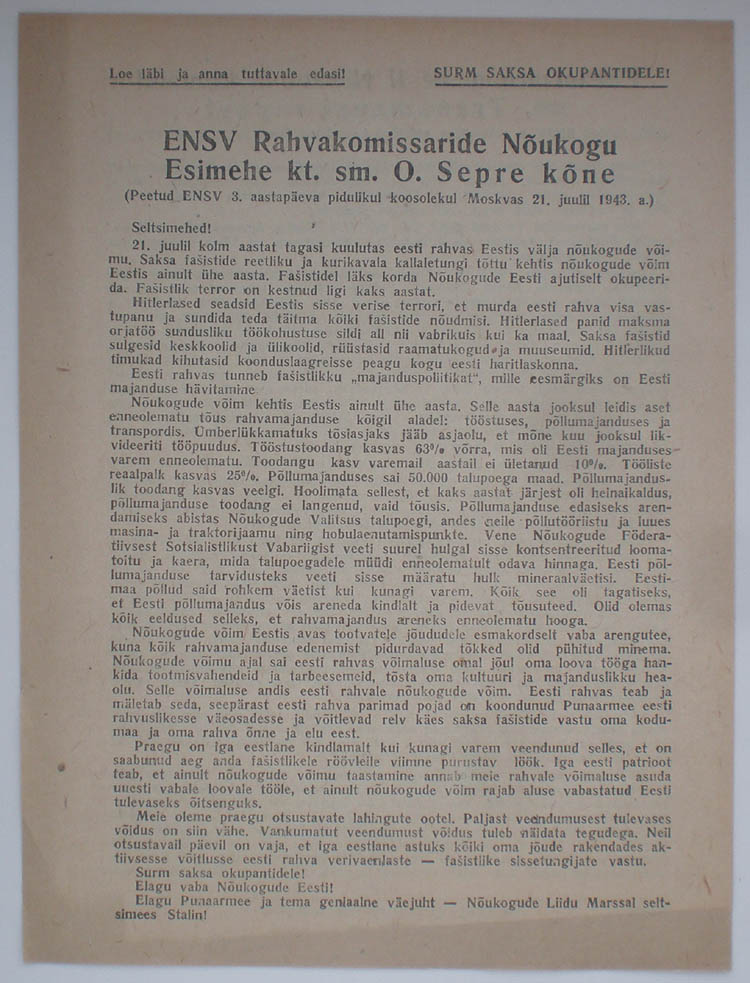 Loe läbi ja anna tuttavale edasi!
SURM SAKSA OKUPANTIDELE!
ENSV Rahvakomissaride Nõukogu
Esimehe kt. sm. O. Sepre kõne
(Peetud ENSV 3. aastapäeva pidulikul koosolekul Moskvas 21. juulil 1943. a.)
Seltsimehed!
21. juulil kolm aastat tagasi kuulutas eesti rahvas Eestis välja nõukogude või-
mu. Saksa fašistide reetliku ja kurikavala kallaletungi tõttu kehtis nõukogude võim
Eestis ainult ühe aasta. Fašistidel läks korda Nõukogude Eesti ajutiselt okupeeri-
da. Fašistlik terror on kestnud ligi kaks aastat.
Hitlerlased seadsid Eestis sisse verise terrori, et murda eesti rahva visa vas-
tupanu ja sundida teda täitma kõiki fašistide nõudmisi. Hitlerlased panid maksma
orjatöö sundusliku töökohustuse sildi all nii vabrikuis kui ka maal. Saksa fašistid
sulgesid keskkoolid ja ülikoolid, rüüstasid raamatukogud ja muuseumid. Hitlerlikud
timukad kihutasid koonduslaagreisse peagu kogu eesti haritlaskonna.
Eesti rahvas tunneb fašistlikku „majanduspoliitikat“, mille eesmärgiks on Eesti
majanduse hävitamine
Nõukogude võim kehtis Eestis ainult ühe aasta. Selle aasta jooksul leidis aset
enneolematu tõus rahvamajanduse kõigil aladel: tööstuses, põllumajanduses ja
transpordis. Ümberlükkamatuks tõsiasjaks jääb asjaolu, et mõne kuu jooksul lik-
videeriti tööpuudus. Tööstustoodang kasvas 63% võrra, mis oli Eesti majanduses
varem enneolematu. Toodangu kasv varemail aastail ei ületanud 10%. Tööliste
reaalpalk kasvas 25%. Põllumajanduses sai 50.000 talupoega maad. Põllumajandus-
lik toodang kasvas veelgi. Hoolimata sellest, et kaks aastat järjest oli heinaikaldus,
põllumajanduse toodang ei langenud, vaid tõusis. Põllumajanduse edasiseks aren-
damiseks abistas Nõukogude Valitsus talupoegi, andes neile põllutööriistu ja luues
masina- ja traktorijaamu ning hobulaenutamispunkte. Vene Nõukogude Födera-
tiivsest Sotsialistlikust Vabariigist veeti suurel hulgal sisse kontsentreeritud looma-
toitu ja kaera, mida talupoegadele müüdi enneolematult odava hinnaga. Eesti põl-
lumajanduse tarvidusteks veeti sisse määratu hulk mineraalväetisi. Eesti-
maa põllud said rohkem väetist kui kunagi varem. Kõik see oli tagatiseks,
et Eesti põllumajandus võis areneda kindlalt ja pidevat tõusuteed. Olid olemas
kõik eeldused selleks, et rahvamajandus areneks enneolematu hooga.
Nõukogude võim Eestis avas tootvatele jõududele esmakordselt vaba arengutee,
kuna kõik rahvamajanduse edenemist pidurdavad tõkked olid pühitud minema.
Nõukogude võimu ajal sai eesti rahvas võimaluse omal jõul oma loova tööga han-
kida tootmisvahendeid ja tarbeesemeid, tõsta oma kultuuri ja majanduslikku hea-
olu. Selle võimaluse andis eesti rahvale nõukogude võim. Eesti rahvas teab ja
mäletab seda, seepärast eesti rahva parimad pojad on koondunud Punaarmee eesti
rahvuslikesse väeosadesse ja võitlevad relv käes saksa fašistide vastu oma kodu-
maa ja oma rahva õnne ja elu eest.
Praegu on iga eestlane kindlamalt kui kunagi varem veendunud selles, et on
saabunud aeg anda fašistlikele röövleile viimne purustav löök. Iga eesti patrioot
teab, et ainult nõukogude võimu taastamine annab meie rahvale võimaluse asuda
uuesti vabale loovale tööle, et ainult nõukogude võim rajab aluse vabastatud Eesti
tulevaseks õitsenguks.
Meie oleme praegu otsustavate lahingute ootel. Paljast veendumusest tulevases
võidus on siin vähe. Vankumatut veendumust võidus tuleb näidata tegudega. Neil
otsustavail päevil on vaja, et iga eestlane astuks kõiki oma jõude rakendades ak-
tiivsesse võitlusse eesti rahva verivaenlaste — fašistlike sissetungijate vastu.
Surm saksa okupantidele!
Elagu vaba Nõukogude Eesti!
Elagu Punaarmee ja tema geniaalne väejuht — Nõukogude Liidu Marssal selt-
simees Stalin!